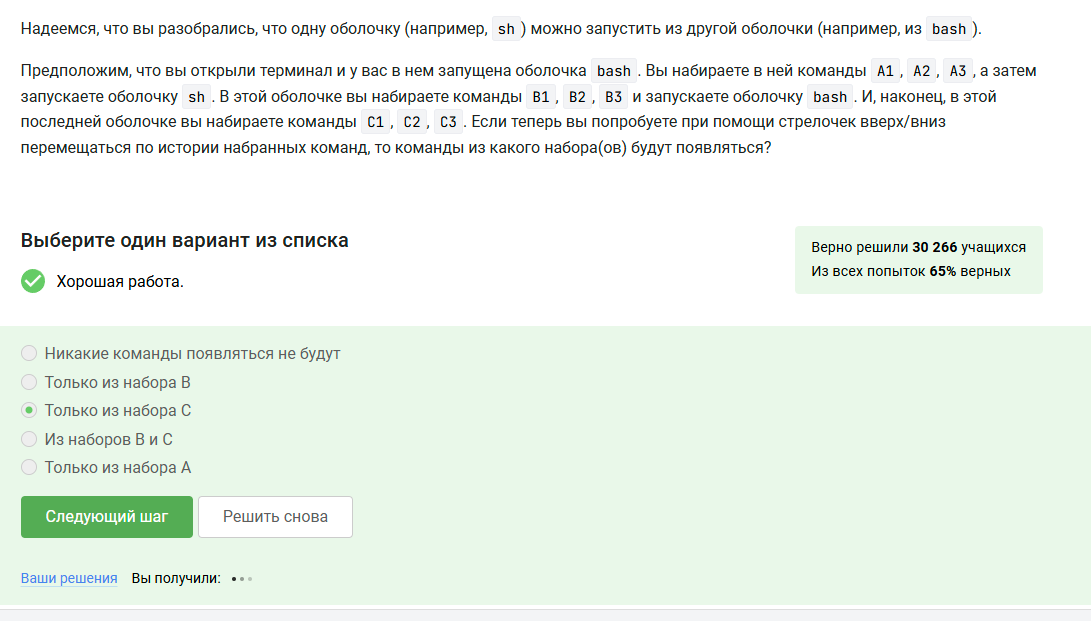 Надеемся, что вы разобрались, что одну оболочку (например, sh ) можно запустить из другой оболочки (например, из bash ).
Предположим, что вы открыли терминал и у вас в нем запущена оболочка bash . Вы набираете в ней команды A1 , A2 , A3 , а затем
запускаете оболочку sh . В этой оболочке вы набираете команды B1 , B2 , B3 и запускаете оболочку bash . И, наконец, в этой
последней оболочке вы набираете команды C1 , C2 , C3 . Если теперь вы попробуете при помощи стрелочек вверх/вниз
перемещаться по истории набранных команд, то команды из какого набора(ов) будут появляться?
Выберите один вариант из списка
Хорошая работа.
Верно решили 30 266 учащихся
Из всех попыток 65% верных
Никакие команды появляться не будут
Только из набора B
Только из набора C
Из наборов B и C
Только из набора A
Следующий шаг
Решить снова
Ваши решения Вы получили: